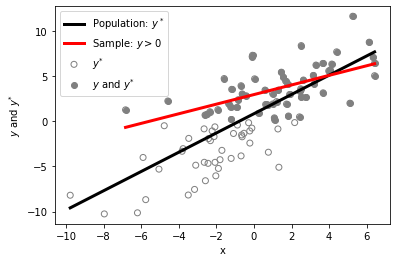 Population: y*
Sample: y > 0
y*
y and y*
y and y*
10
5
0
−5
−10
−10 −8 −6 −4 −2 0 2 4 6
x